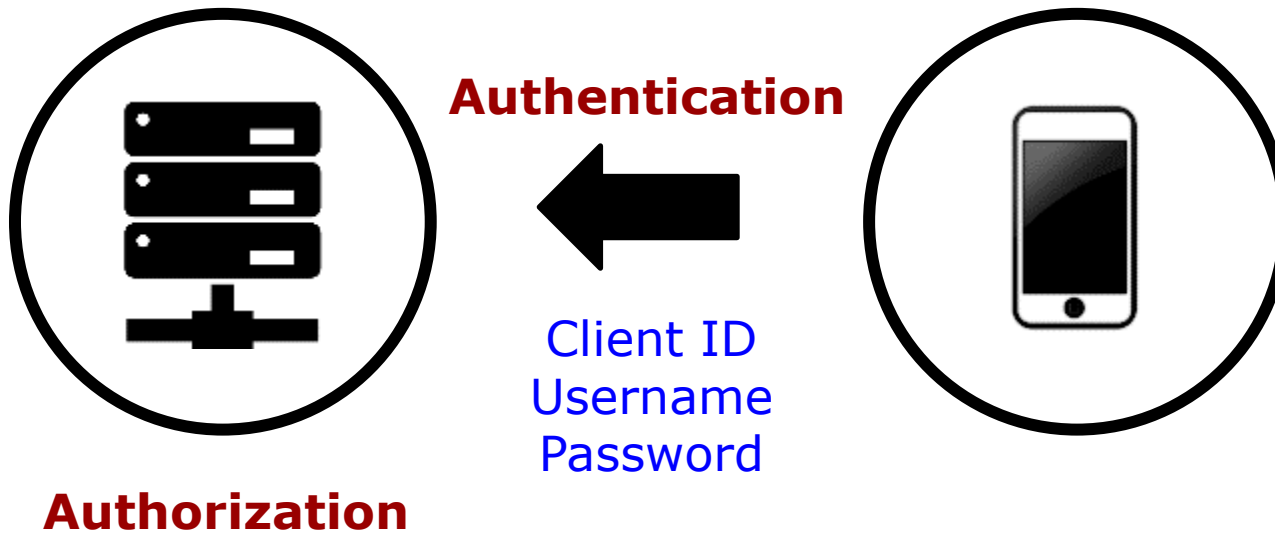 Authentication
Client ID
Username
Password
Authorization